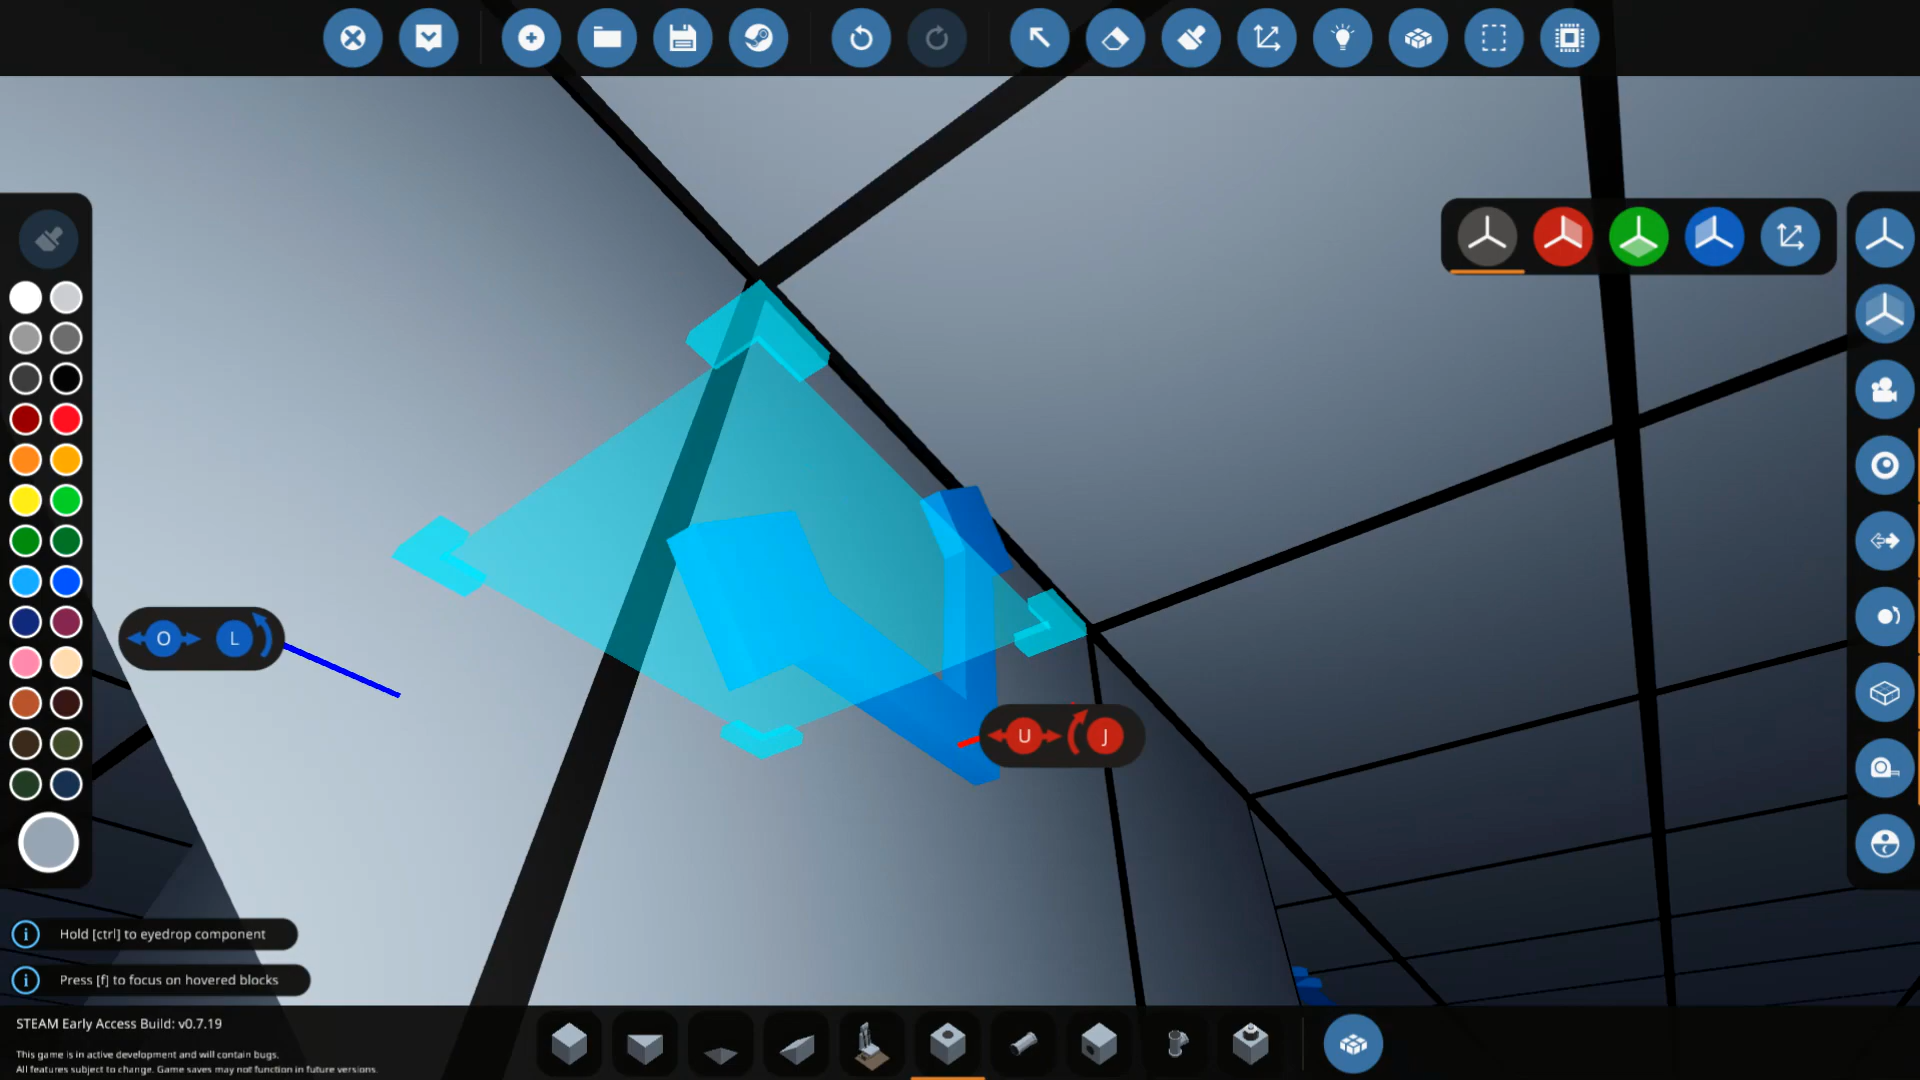 O L
U J
Hold [ctrl] to eyedrop component
Press [f] to focus on hovered blocks
STEAM Early Access Build: v0.7.19
This game is in active development and will contain bugs.
All features subject to change. Game saves may not function in future versions.